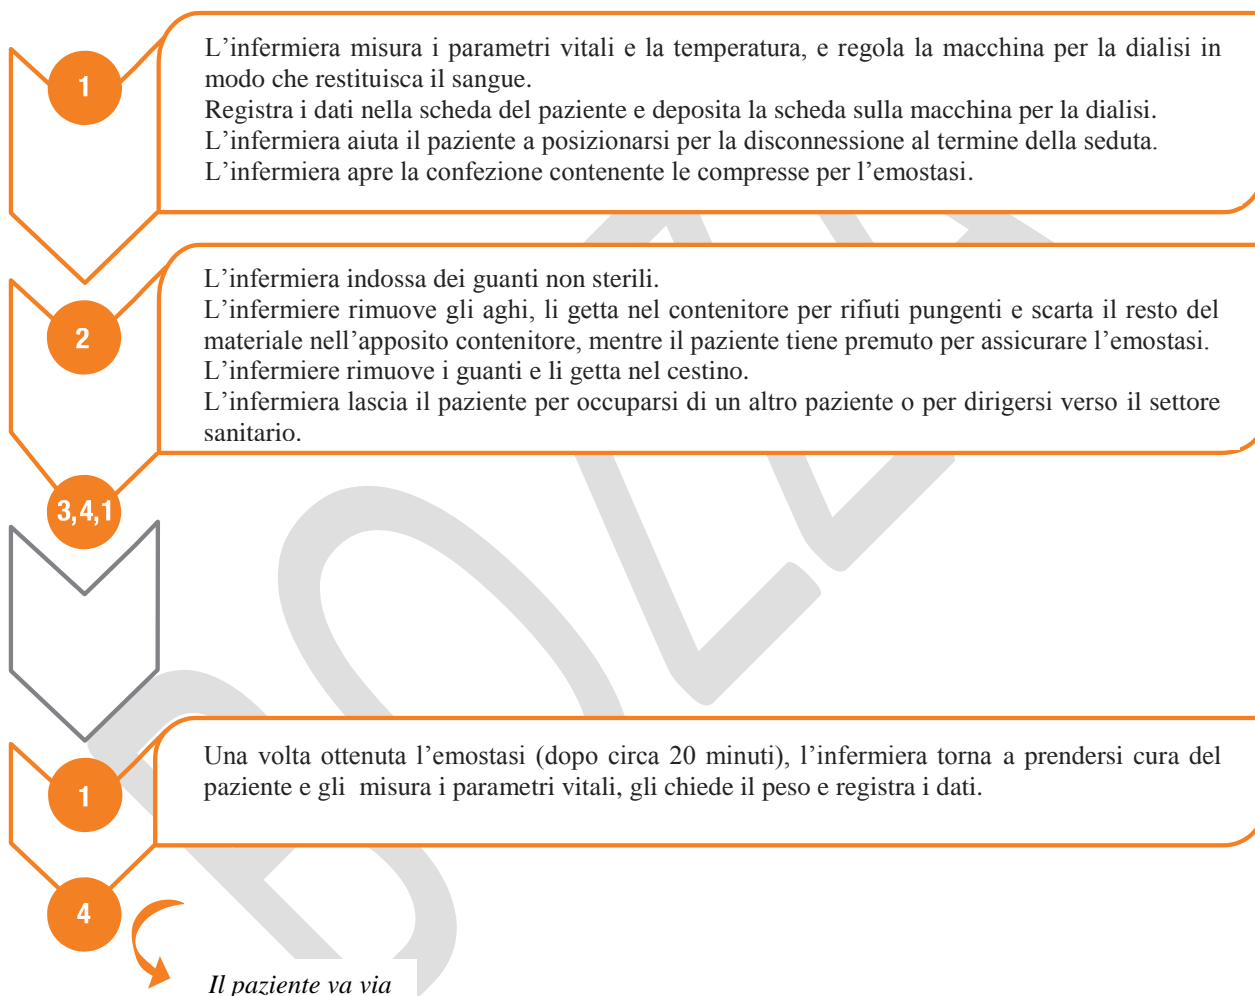 1
L’infermiera misura i parametri vitali e la temperatura, e regola la macchina per la dialisi in
modo che restituisca il sangue.
Registra i dati nella scheda del paziente e deposita la scheda sulla macchina per la dialisi.
L’infermiera aiuta il paziente a posizionarsi per la disconnessione al termine della seduta.
L’infermiera apre la confezione contenente le compresse per l’emostasi.
2
L’infermiera indossa dei guanti non sterili.
L’infermiere rimuove gli aghi, li getta nel contenitore per rifiuti pungenti e scarta il resto del
materiale nell’apposito contenitore, mentre il paziente tiene premuto per assicurare l’emostasi.
L’infermiere rimuove i guanti e li getta nel cestino.
L’infermiera lascia il paziente per occuparsi di un altro paziente o per dirigersi verso il settore
sanitario.
3,4,1
1
Una volta ottenuta l’emostasi (dopo circa 20 minuti), l’infermiera torna a prendersi cura del
paziente e gli misura i parametri vitali, gli chiede il peso e registra i dati.
4
Il paziente va via